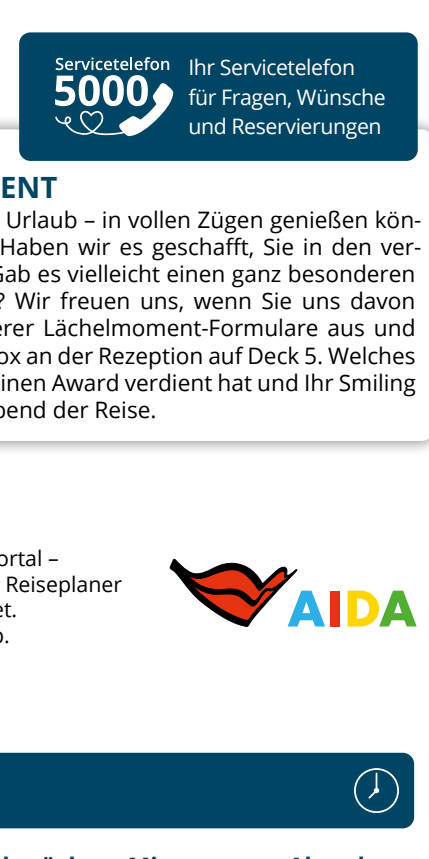 Servicetelefon
5000
Ihr Servicetelefon
für Fragen, Wünsche
und Reservierungen
ENT
Urlaub – in vollen Zügen genießen kön-
Haben wir es geschafft, Sie in den ver-
Gab es vielleicht einen ganz besonderen
? Wir freuen uns, wenn Sie uns davon
erer Lächelmoment-Formulare aus und
ox an der Rezeption auf Deck 5. Welches
inen Award verdient hat und Ihr Smiling
bend der Reise.
ortal –
Reiseplaner
et.
AIDA